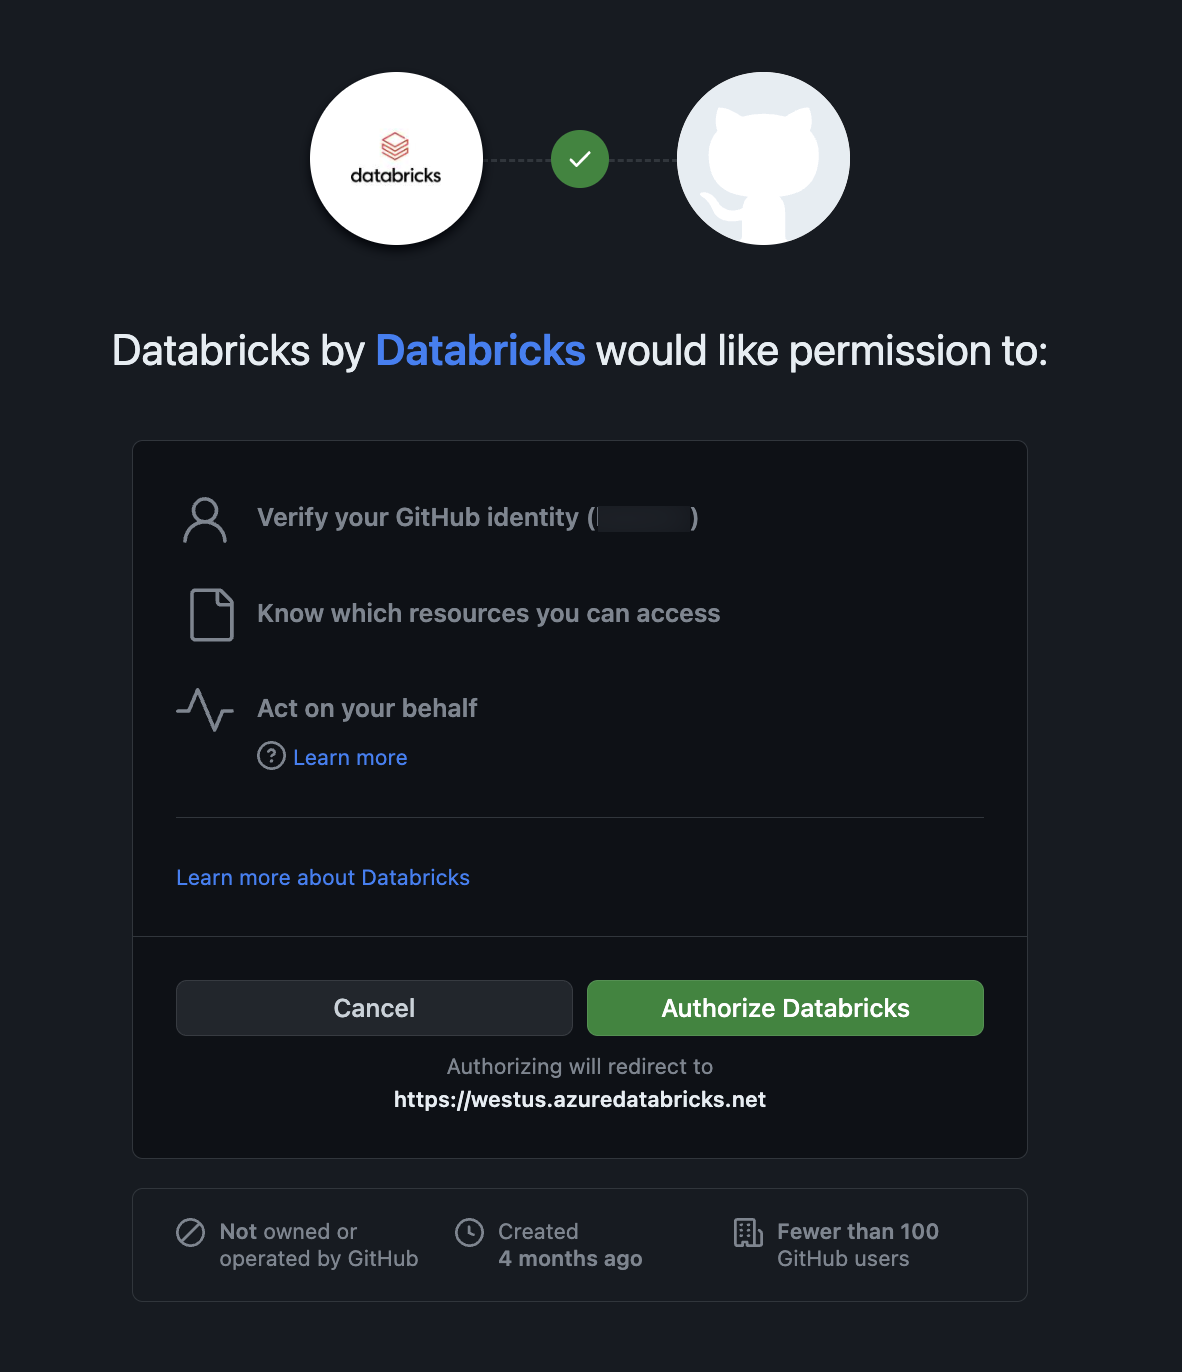 databricks
Databricks by Databricks would like permission to:
Verify your GitHub identity ( )
Know which resources you can access
Act on your behalf
? Learn more
Learn more about Databricks
Cancel
Authorize Databricks
Authorizing will redirect to
https://westus.azuredatabricks.net
Not owned or
operated by GitHub
Created
4 months ago
Fewer than 100
GitHub users